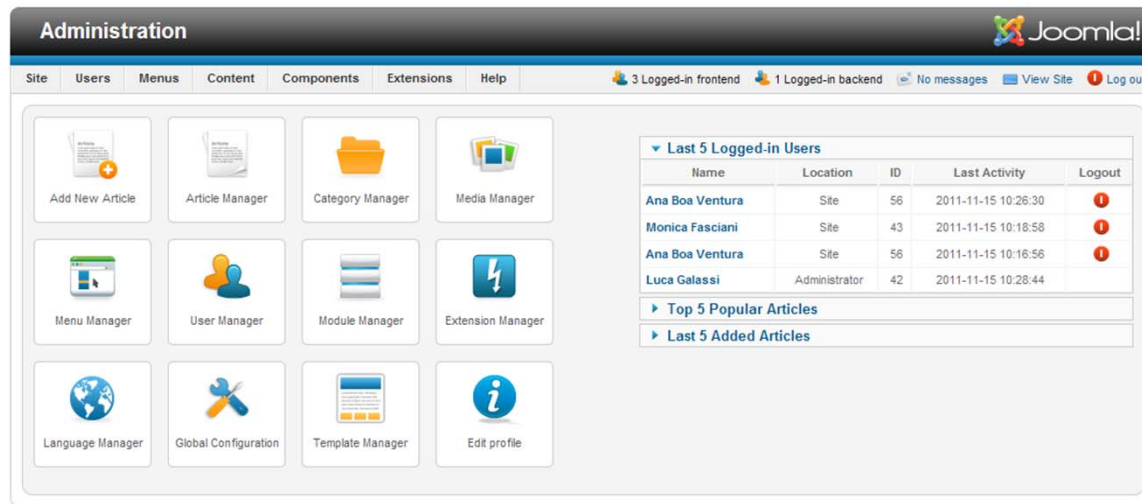 Administration
Joomla!
Site Users Menus Content Components Extensions Help 3 Logged-in frontend 1 Logged-in backend No messages View Site Log ou
Add New Article Article Manager Category Manager Media Manager
Menu Manager User Manager Module Manager Extension Manager
Language Manager Global Configuration Template Manager Edit profile
Last 5 Logged-in Users
Name Location ID Last Activity Logout
Ana Boa Ventura Site 56 2011-11-15 10:26:30
Monica Fasciani Site 43 2011-11-15 10:18:58
Ana Boa Ventura Site 56 2011-11-15 10:16:56
Luca Galassi Administrator 42 2011-11-15 10:28:44
Top 5 Popular Articles
Last 5 Added Articles